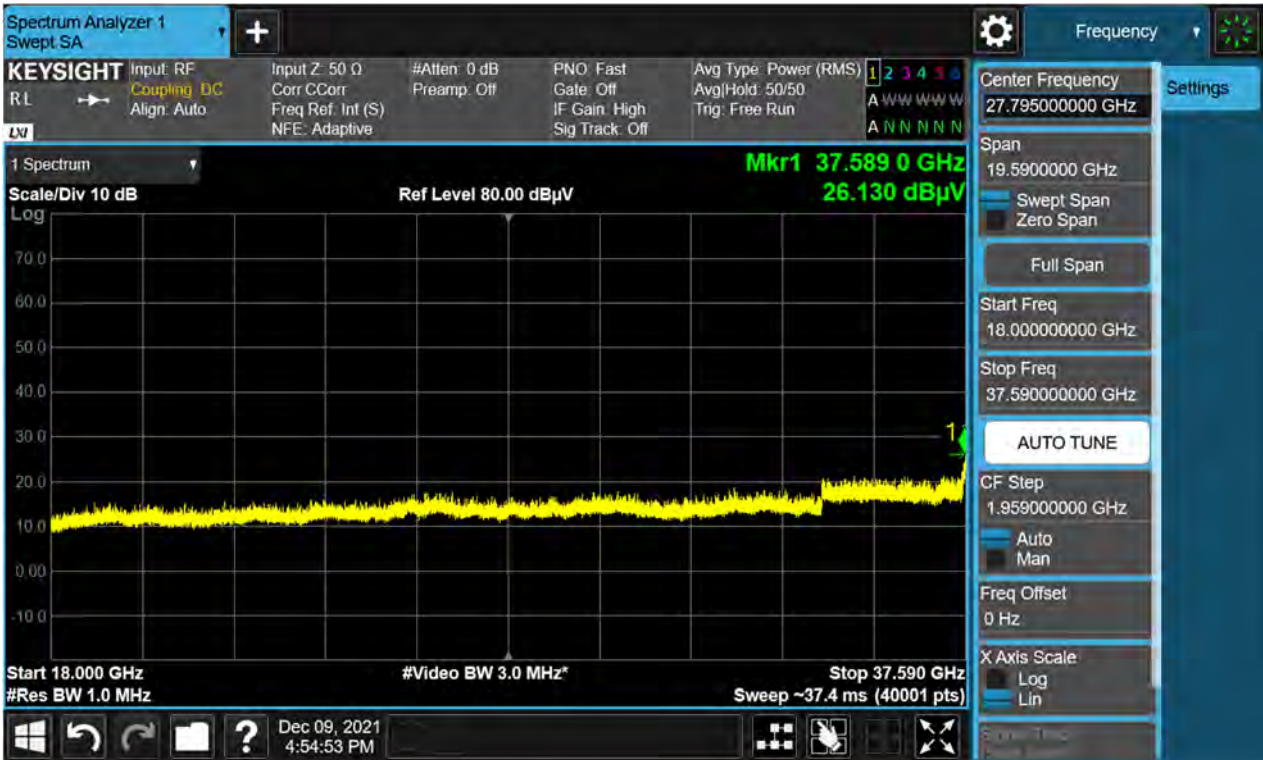 Spectrum Analyzer 1
Swept SA
+
Frequency
KEYSIGHT
RL
LXI
Input: RF
Coupling: DC
Align: Auto
Input Z: 50 Ω
Corr CCorr
Freq Ref: Int (S)
NFE: Adaptive
#Atten: 0 dB
Preamp: Off
PNO: Fast
Gate: Off
IF Gain: High
Sig Track: Off
Avg Type: Power (RMS)
Avg|Hold: 50/50
Trig: Free Run
1 2 3 4 5 6
A W W W W W
A N N N N N
1 Spectrum
Scale/Div 10 dB
Log
Ref Level 80.00 dBµV
Mkr1 37.589 0 GHz
26.130 dBµV
70.0
60.0
50.0
40.0
30.0
20.0
10.0
0.00
-10.0
1
Start 18.000 GHz
#Res BW 1.0 MHz
#Video BW 3.0 MHz*
Stop 37.590 GHz
Sweep ~37.4 ms (40001 pts)
Center Frequency
27.795000000 GHz
Settings
Span
19.5900000 GHz
Swept Span
Zero Span
Full Span
Start Freq
18.000000000 GHz
Stop Freq
37.590000000 GHz
AUTO TUNE
CF Step
1.959000000 GHz
Auto
Man
Freq Offset
0 Hz
X Axis Scale
Log
Lin
?
Dec 09, 2021
4:54:53 PM